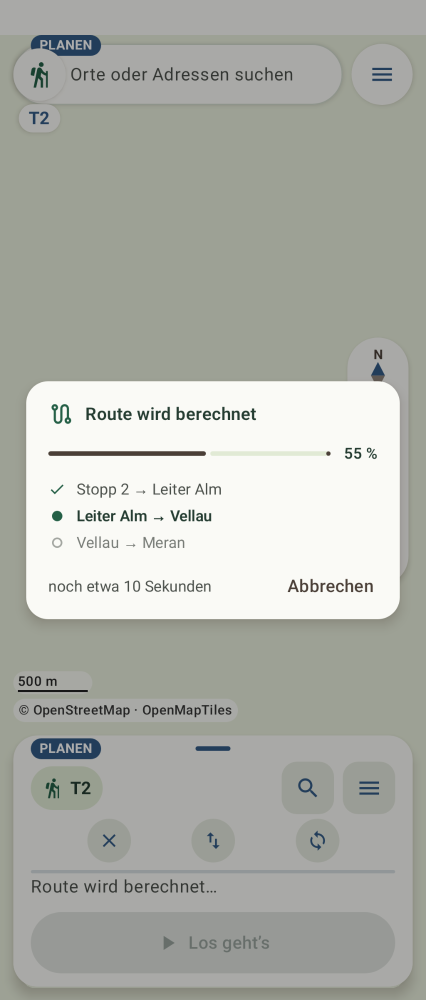 PLANEN
Orte oder Adressen suchen
T2
N
Route wird berechnet
55 %
Stopp 2 → Leiter Alm
Leiter Alm → Vellau
Vellau → Meran
noch etwa 10 Sekunden
Abbrechen
500 m
© OpenStreetMap · OpenMapTiles
PLANEN
T2
Route wird berechnet…
Los geht’s